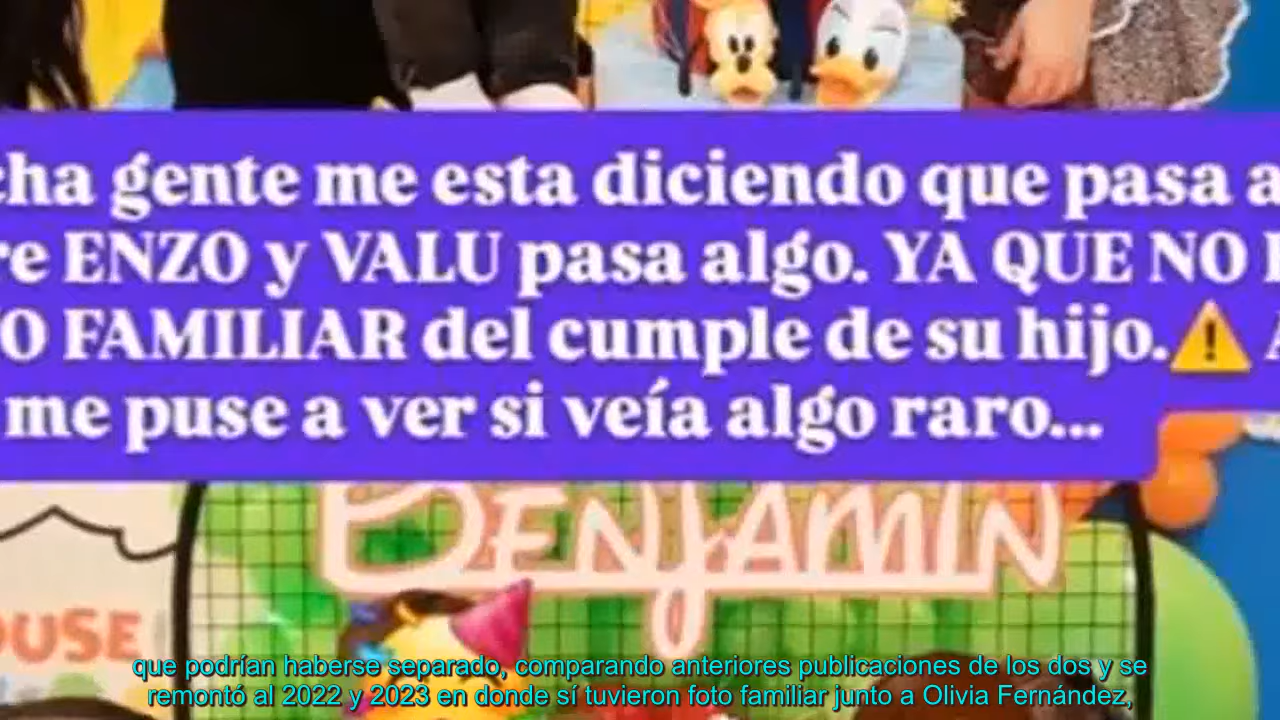 cha gente me esta diciendo que pasa a
re ENZO y VALU pasa algo. YA QUE NO
O FAMILIAR del cumple de su hijo.⚠️ A
me puse a ver si veía algo raro...
BENJAMIN
OUSE
que podrían haberse separado, comparando anteriores publicaciones de los dos y se
remontó al 2022 y 2023 en donde sí tuvieron foto familiar junto a Olivia Fernández,